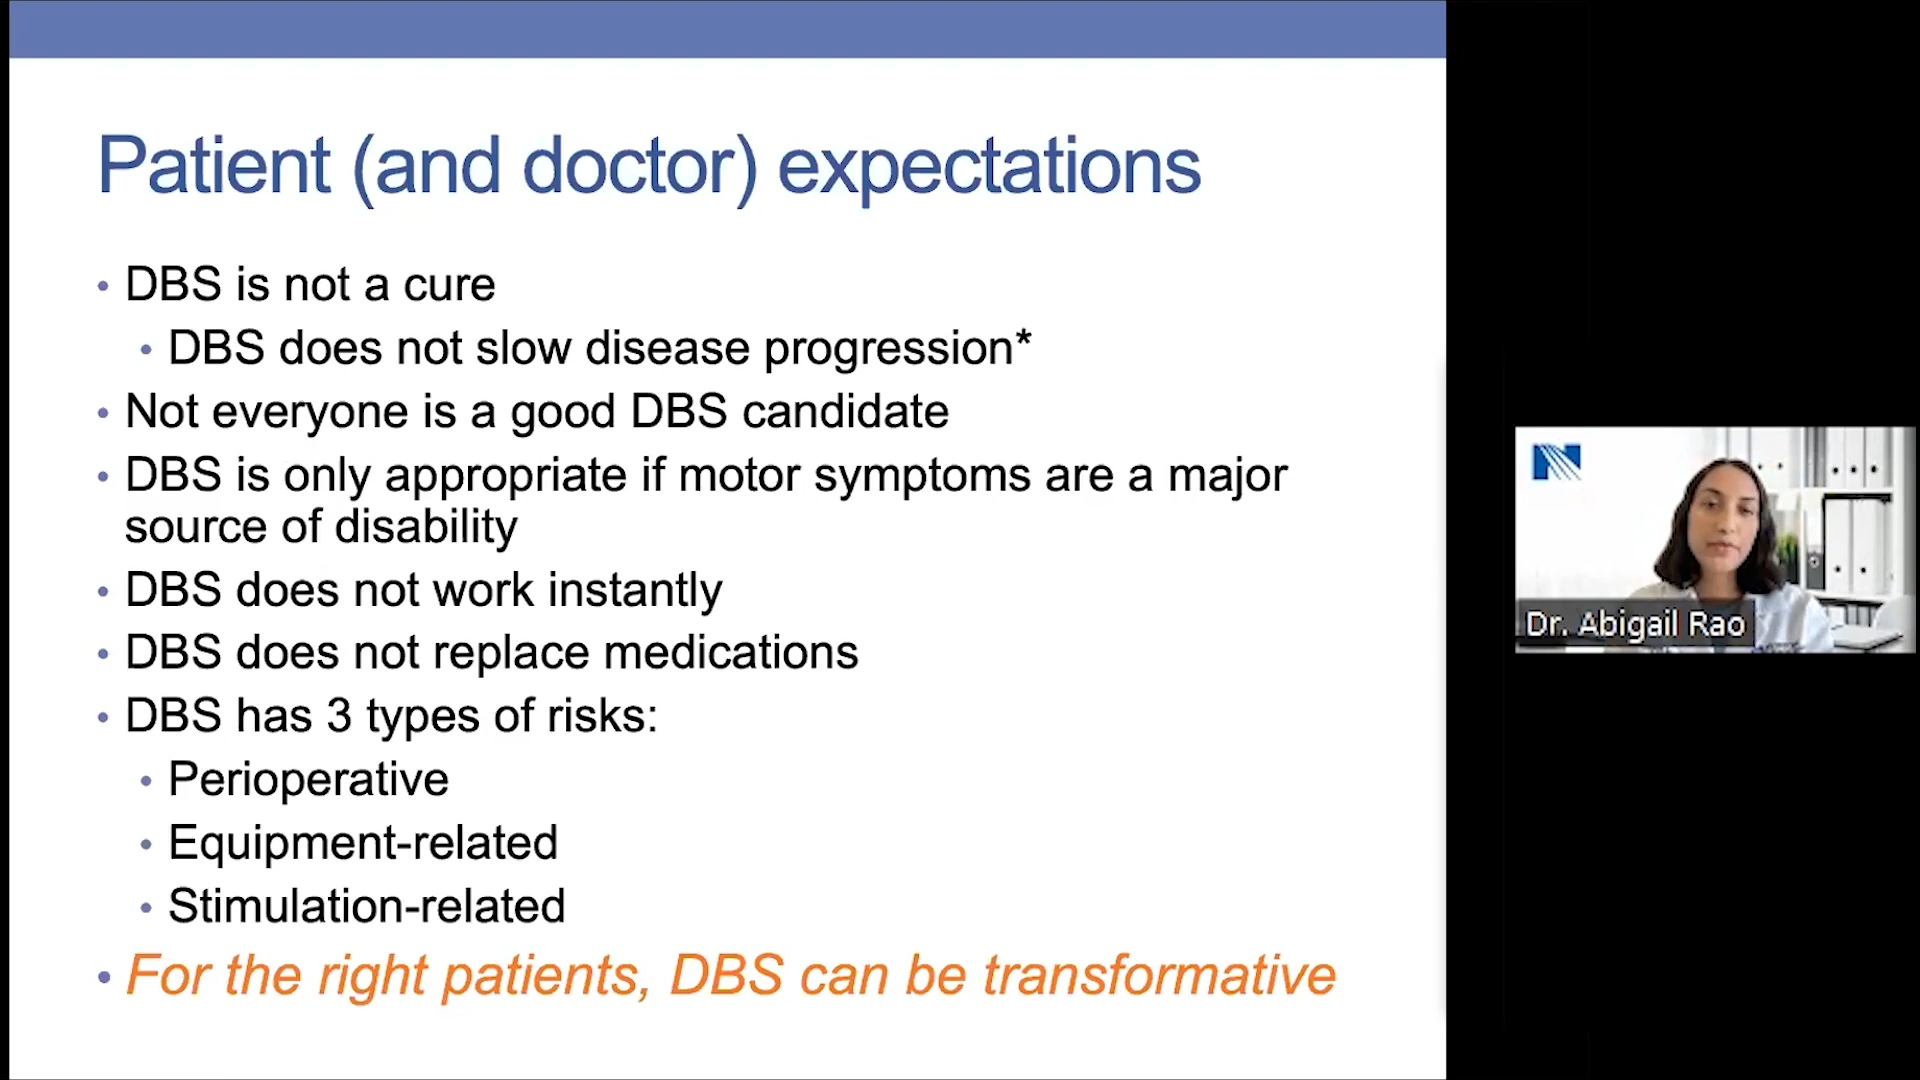 Patient (and doctor) expectations
• DBS is not a cure
• DBS does not slow disease progression*
• Not everyone is a good DBS candidate
• DBS is only appropriate if motor symptoms are a major
source of disability
• DBS does not work instantly
• DBS does not replace medications
• DBS has 3 types of risks:
• Perioperative
• Equipment-related
• Stimulation-related
• For the right patients, DBS can be transformative
Dr. Abigail Rao